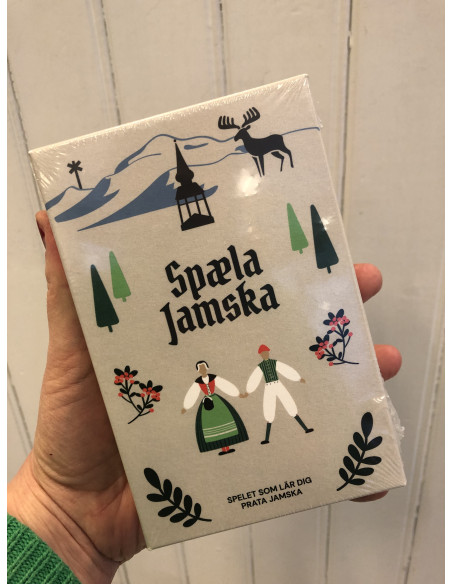 Spæla
Jamska
SPELET SOM LÄR DIG
PRATA JAMSKA